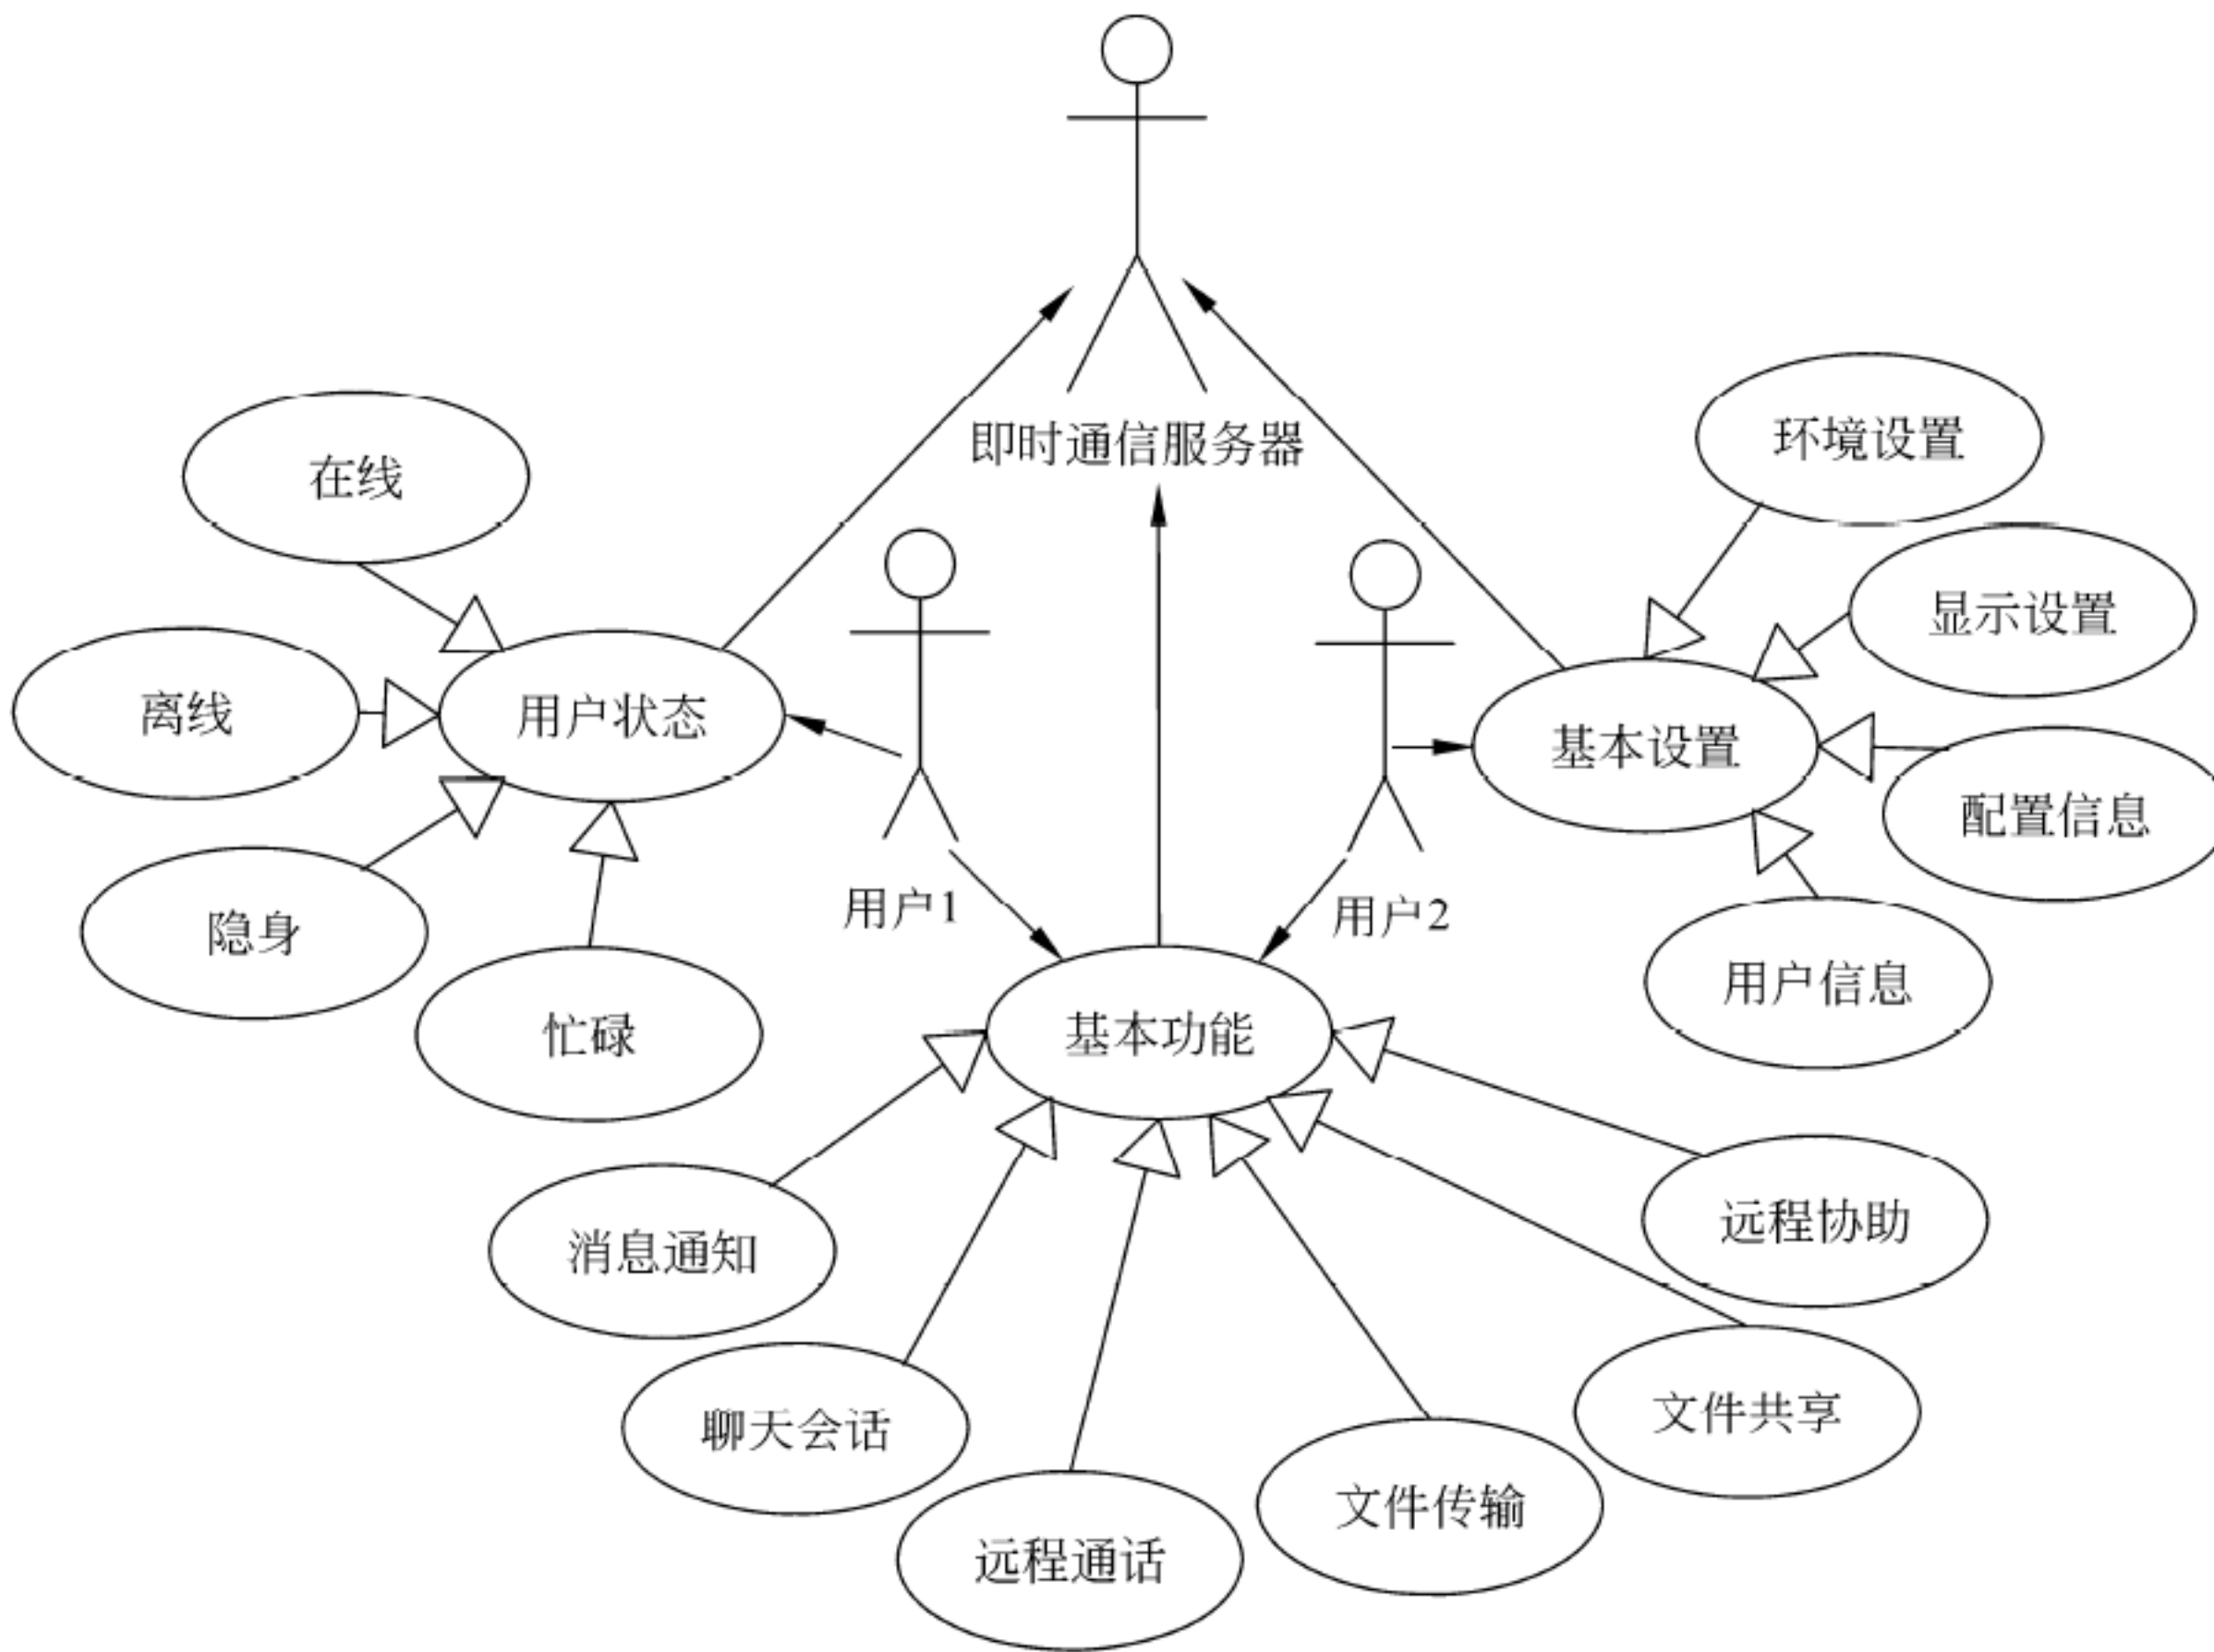 即时通信服务器
环境设置
在线
显示设置
离线
用户状态
基本设置
配置信息
用户1
用户2
隐身
用户信息
忙碌
基本功能
远程协助
消息通知
文件共享
聊天会话
文件传输
远程通话